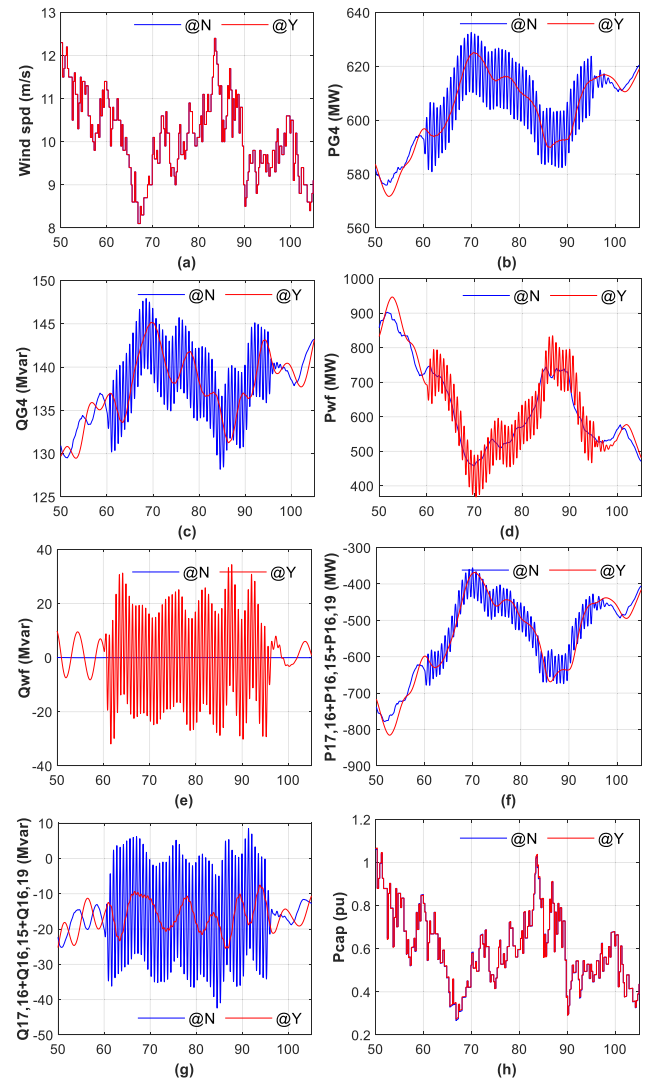 13
12
11
10
9
8
Wind spd (m/s)
@N @Y
50 60 70 80 90 100
(a)
640
620
600
580
560
PG4 (MW)
@N @Y
50 60 70 80 90 100
(b)
150
145
140
135
130
125
QG4 (Mvar)
@N @Y
50 60 70 80 90 100
(c)
1000
900
800
700
600
500
400
Pwf (MW)
@N @Y
50 60 70 80 90 100
(d)
40
20
0
-20
-40
Qwf (Mvar)
@N @Y
50 60 70 80 90 100
(e)
-300
-400
-500
-600
-700
-800
-900
P17,16+P16,15+P16,19 (MW)
@N @Y
50 60 70 80 90 100
(f)
10
0
-10
-20
-30
-40
-50
Q17,16+Q16,15+Q16,19 (Mvar)
@N @Y
50 60 70 80 90 100
(g)
1.2
1
0.8
0.6
0.4
0.2
Pcap (pu)
@N @Y
50 60 70 80 90 100
(h)